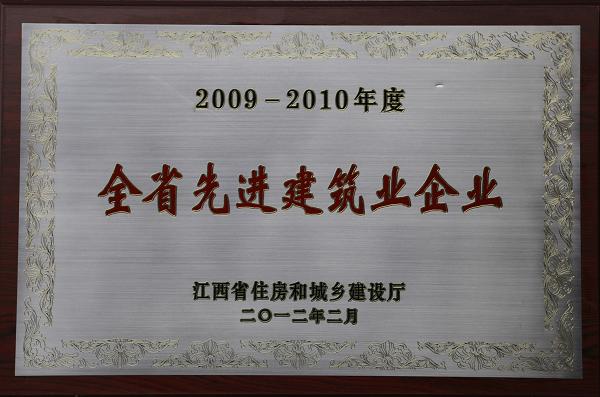 2009－2010年度
全省先进建筑业企业
江西省住房和城乡建设厅
二〇一二年二月